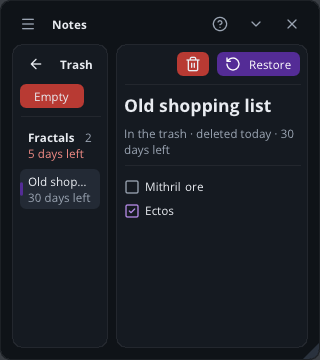 Notes
Trash
Empty
Fractals 2
5 days left
Old shop...
30 days left
Restore
Old shopping list
In the trash · deleted today · 30
days left
Mithril ore
Ectos